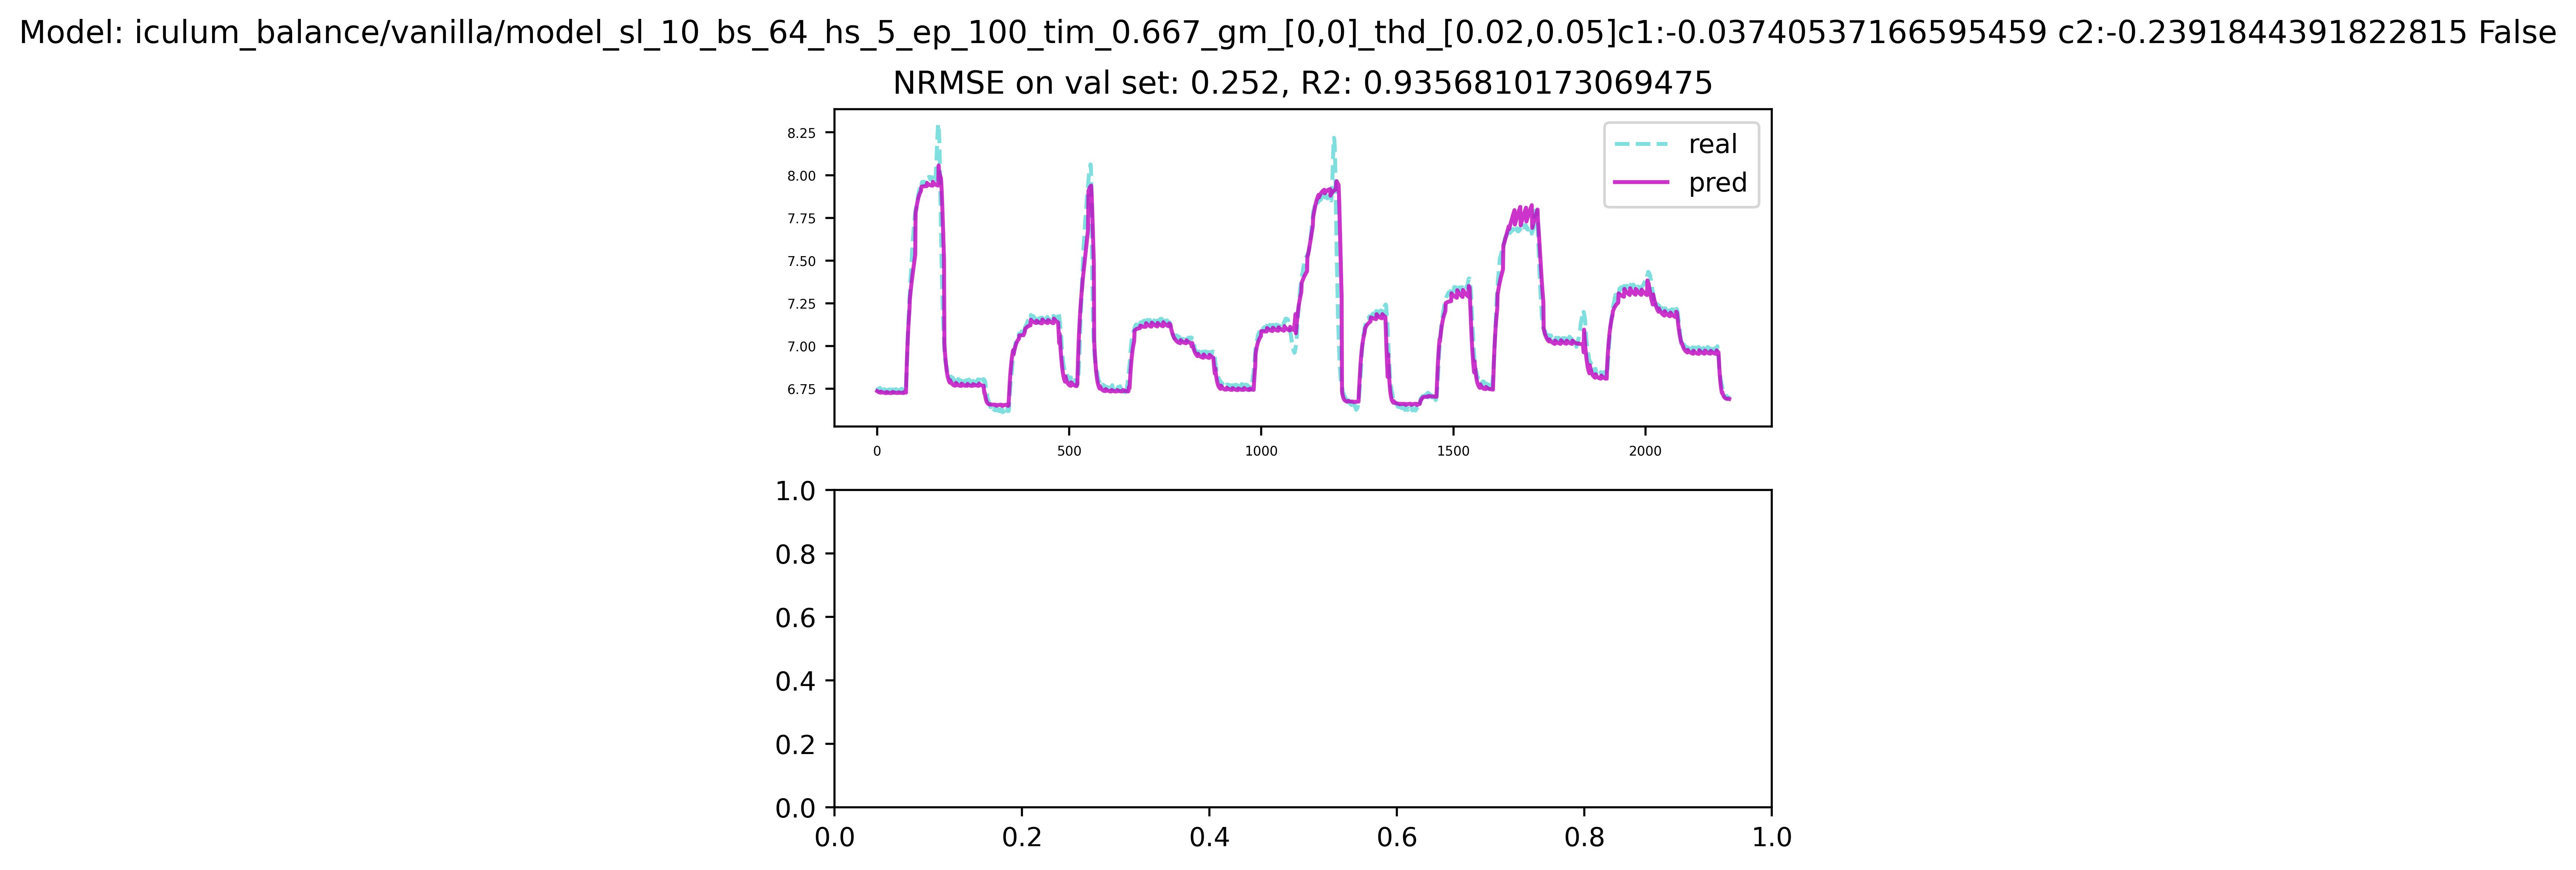 Model: iculum_balance/vanilla/model_sl_10_bs_64_hs_5_ep_100_tim_0.667_gm_[0,0]_thd_[0.02,0.05]c1:-0.03740537166595459 c2:-0.2391844391822815 False
NRMSE on val set: 0.252, R2: 0.9356810173069475
real
pred
8.25
8.00
7.75
7.50
7.25
7.00
6.75
0 500 1000 1500 2000
1.0
0.8
0.6
0.4
0.2
0.0
0.0 0.2 0.4 0.6 0.8 1.0